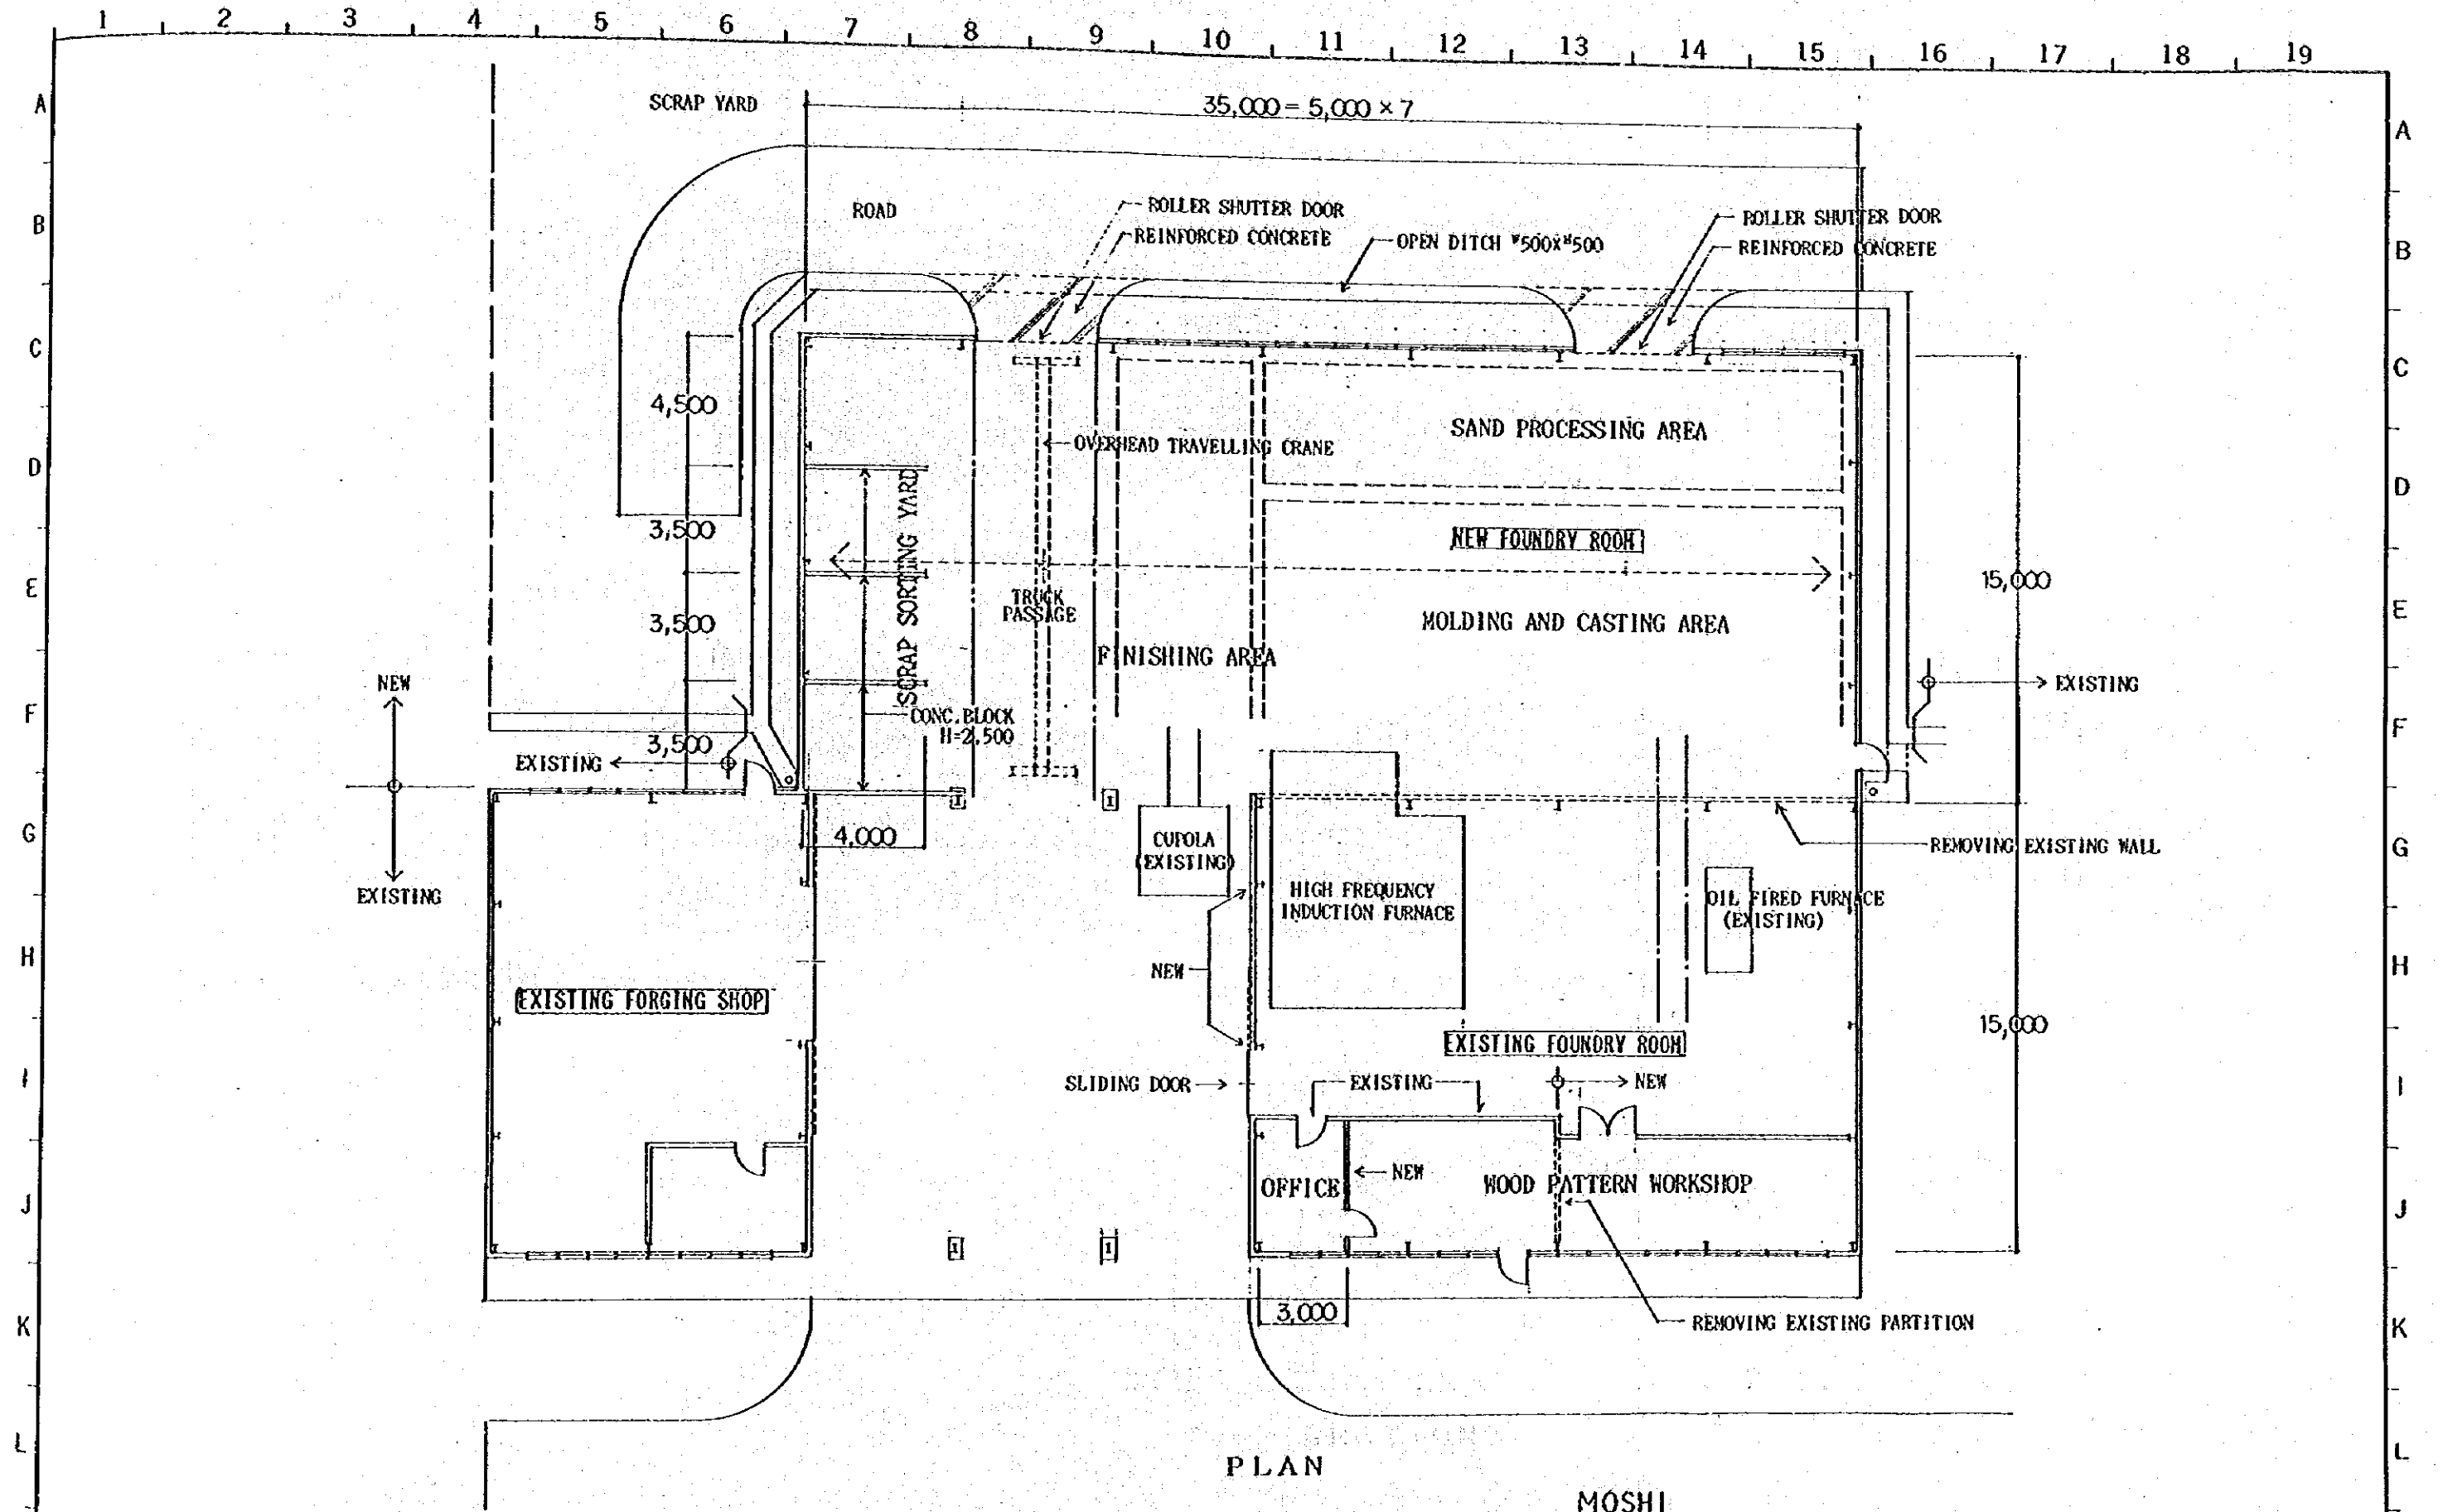 1 2 3 4 5 6 7 8 9 10 11 12 13 14 15 16 17 18 19
A
SCRAP YARD
35,000 = 5,000 × 7
A
B
ROAD
ROLLER SHUTTER DOOR
REINFORCED CONCRETE
OPEN DITCH W500XH500
ROLLER SHUTTER DOOR
REINFORCED CONCRETE
B
C
C
4,500
SAND PROCESSING AREA
OVERHEAD TRAVELLING CRANE
D
D
3,500
SCRAP SORTING YARD
NEW FOUNDRY ROOM
15,000
E
TRUCK
PASSAGE
E
3,500
MOLDING AND CASTING AREA
FINISHING AREA
NEW
EXISTING
F
CONC. BLOCK
H=2,500
F
3,500
EXISTING
G
4,000
CUPOLA
(EXISTING)
REMOVING EXISTING WALL
G
EXISTING
HIGH FREQUENCY
INDUCTION FURNACE
OIL FIRED FURNACE
(EXISTING)
H
NEW
H
EXISTING FORGING SHOP
15,000
EXISTING FOUNDRY ROOM
I
SLIDING DOOR
EXISTING
NEW
I
OFFICE
NEW
WOOD PATTERN WORKSHOP
J
J
3,000
K
REMOVING EXISTING PARTITION
K
L
PLAN
L
MOSHI